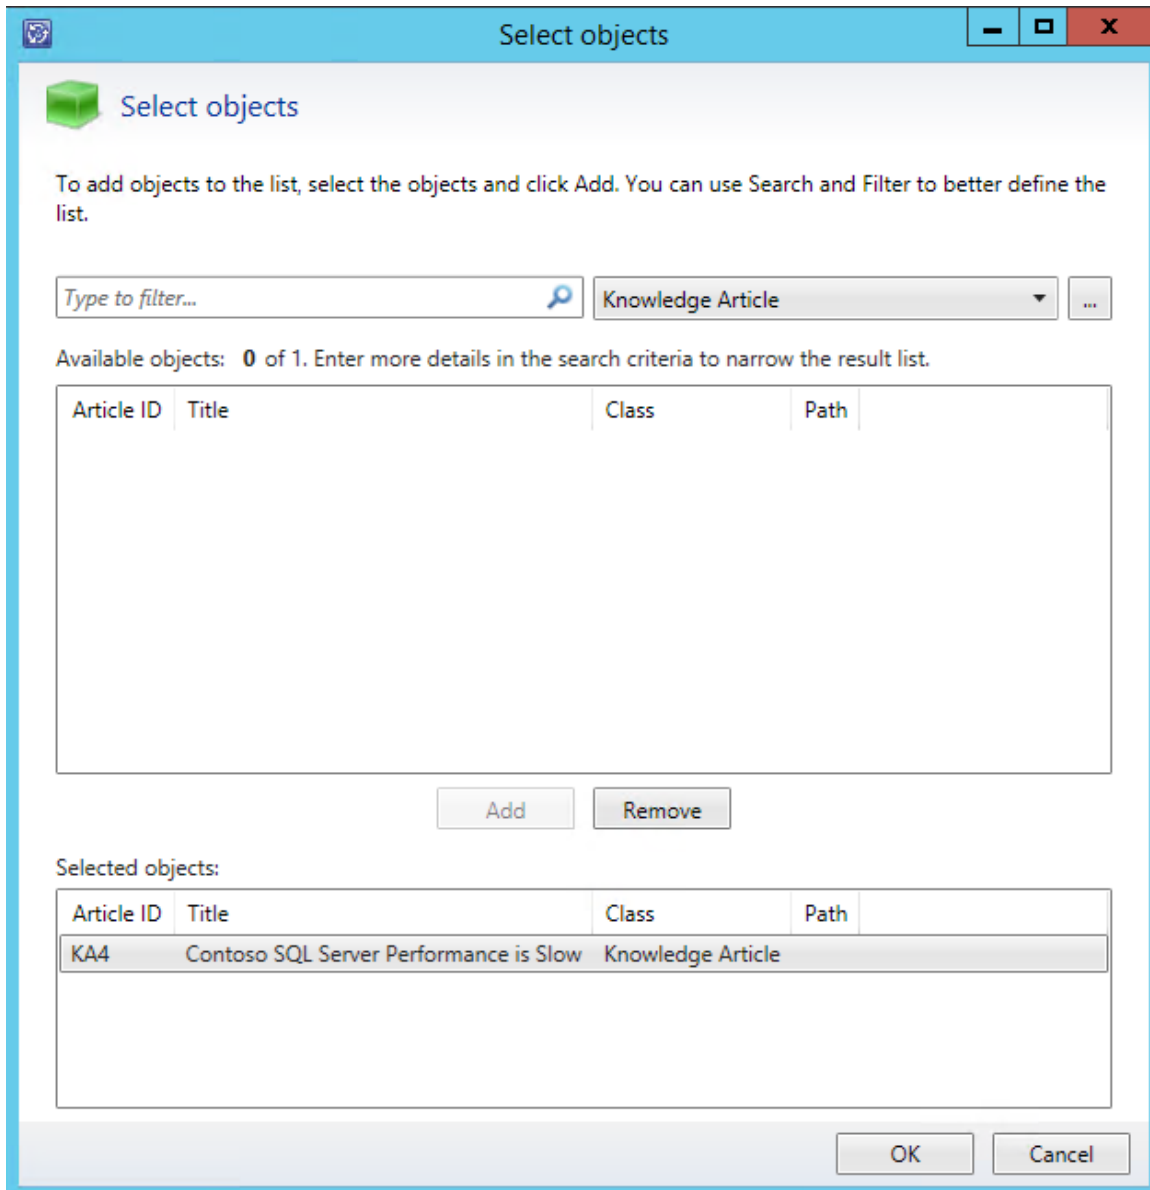 Select objects
Select objects
To add objects to the list, select the objects and click Add. You can use Search and Filter to better define the
list.
Type to filter... Knowledge Article ...
Available objects: 0 of 1. Enter more details in the search criteria to narrow the result list.
Article ID Title Class Path
Add Remove
Selected objects:
Article ID Title Class Path
KA4 Contoso SQL Server Performance is Slow Knowledge Article
OK Cancel